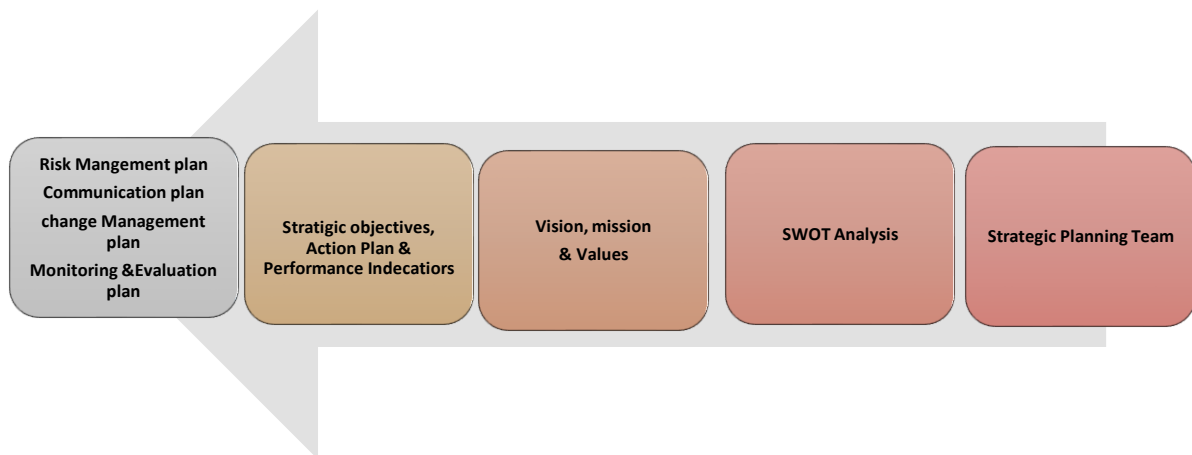 Risk Mangement plan
Communication plan
change Management
plan
Monitoring &Evaluation
plan
Stratigic objectives,
Action Plan &
Performance Indecatiors
Vision, mission
& Values
SWOT Analysis
Strategic Planning Team